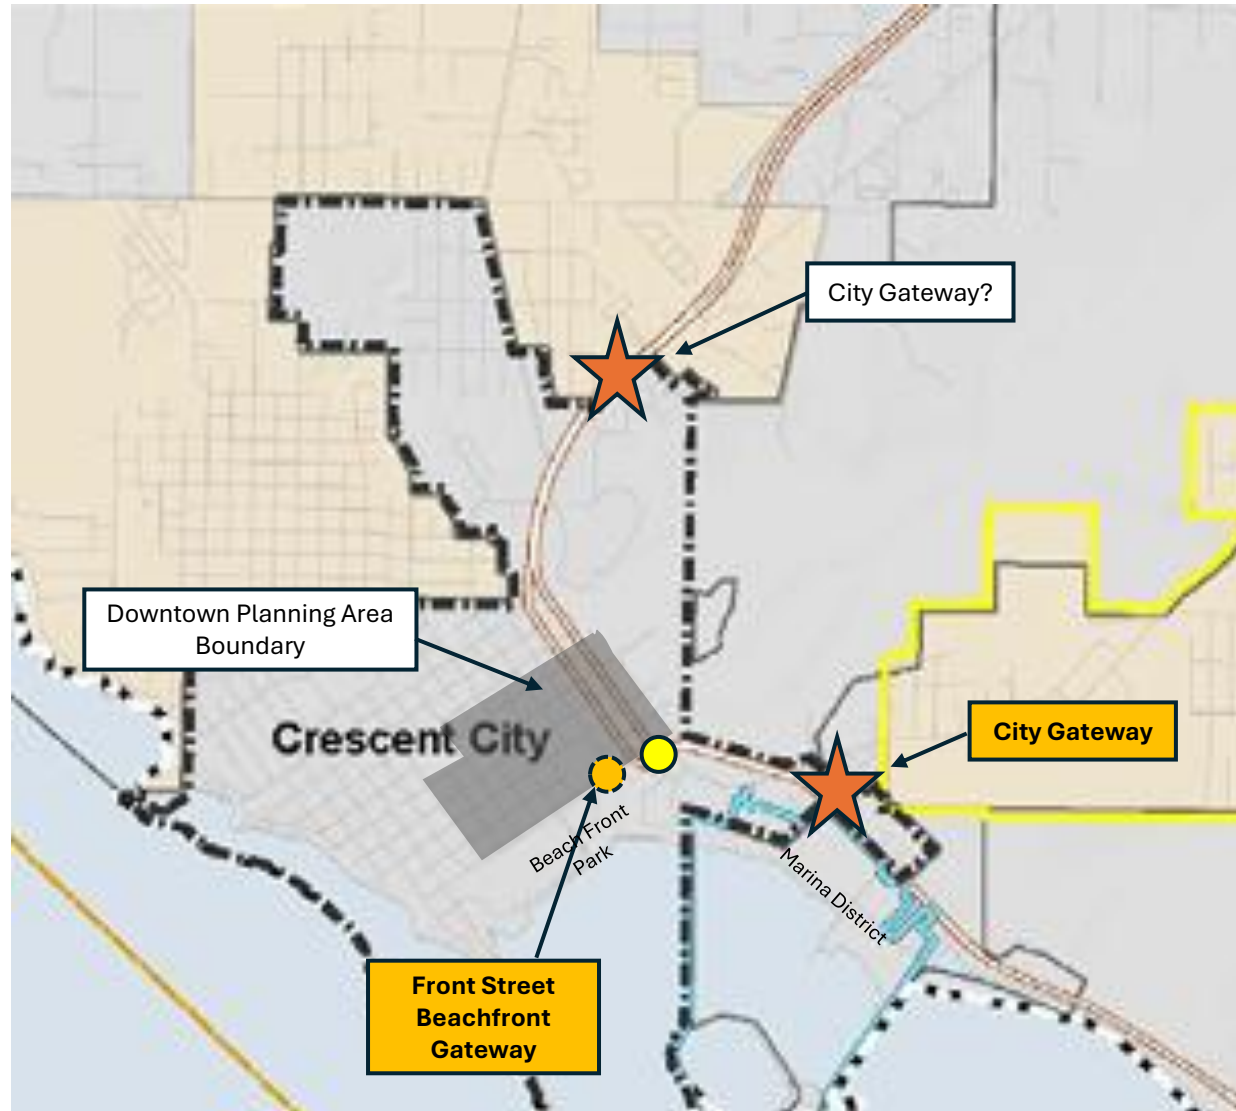 City Gateway?
Downtown Planning Area
Boundary
Crescent City
City Gateway
Beach Front
Park
Marina District
Front Street
Beachfront
Gateway